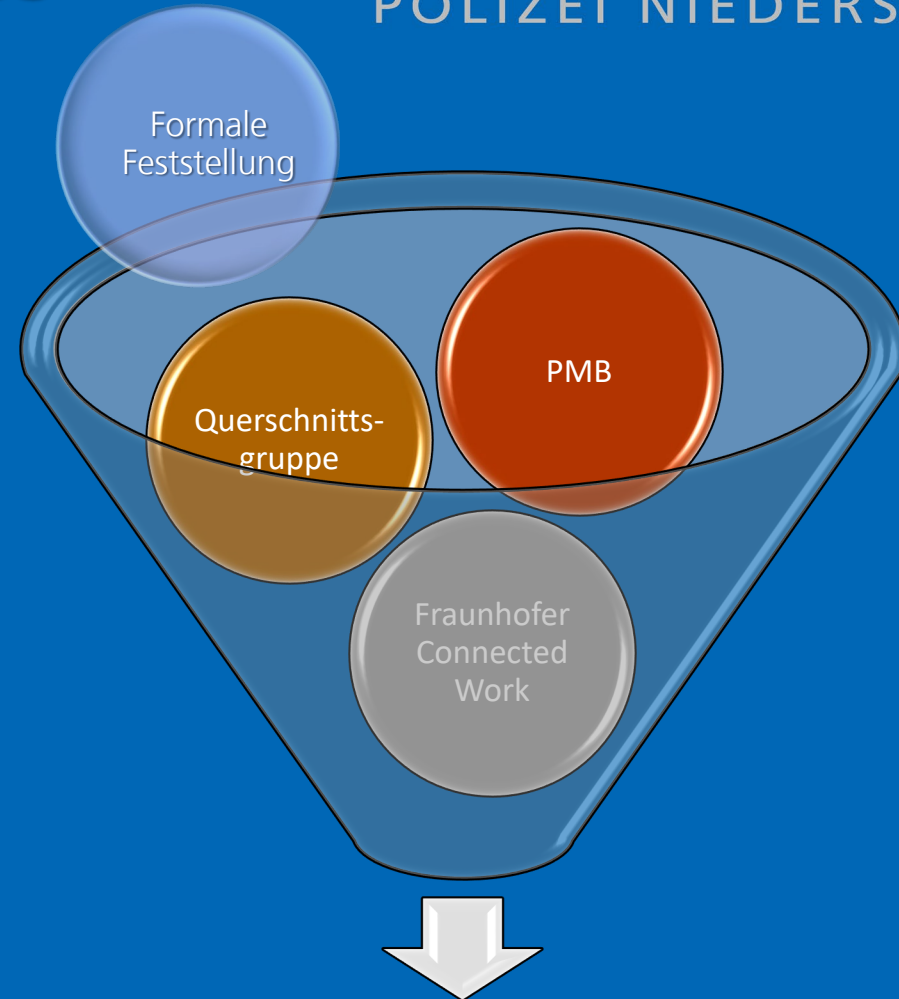 POLIZEI NIEDERS
Formale
Feststellung
PMB
Querschnitts-
gruppe
Fraunhofer
Connected
Work